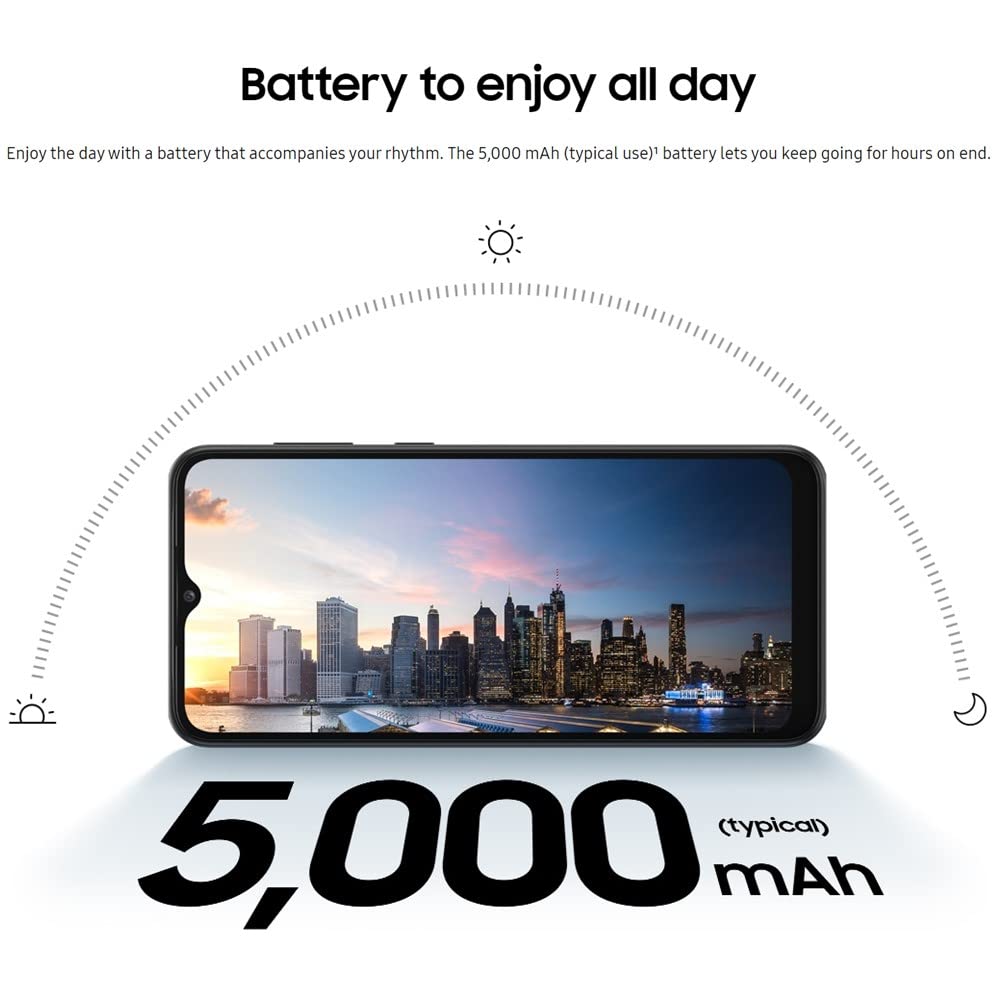 Battery to enjoy all day
Enjoy the day with a battery that accompanies your rhythm. The 5,000 mAh (typical use)¹ battery lets you keep going for hours on end.
5,000 (typical) mAh